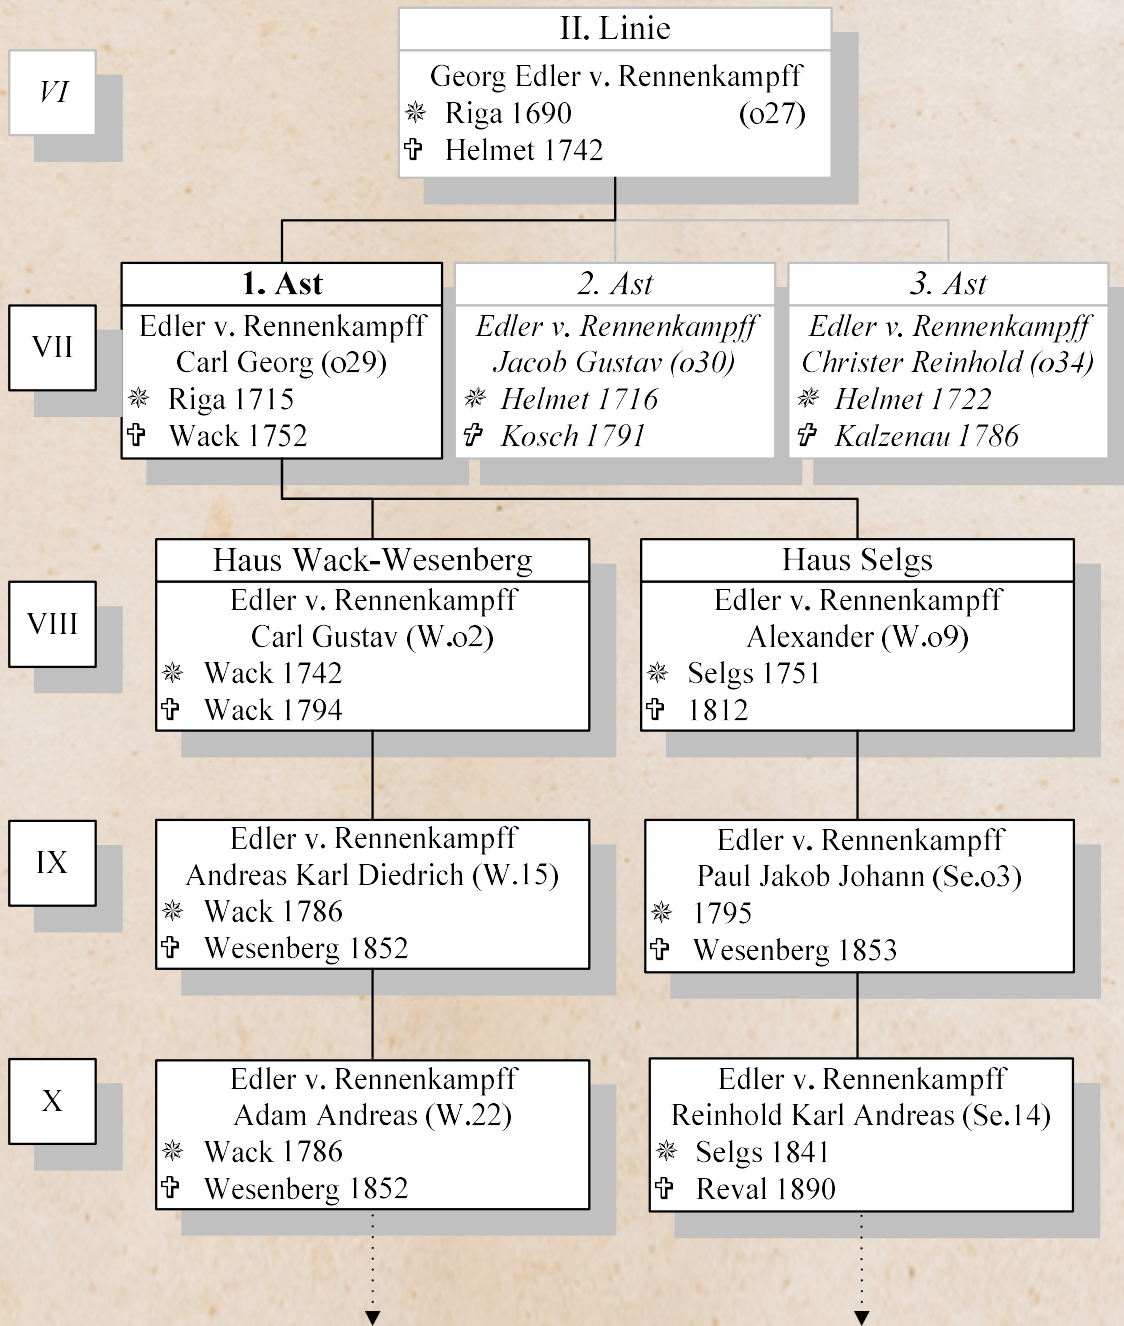 II. Linie
VI
Georg Edler v. Rennenkampff
✵ Riga 1690 (o27)
✞ Helmet 1742
1. Ast
2. Ast
3. Ast
VII
Edler v. Rennenkampff
Carl Georg (o29)
✵ Riga 1715
✞ Wack 1752
Edler v. Rennenkampff
Jacob Gustav (o30)
✵ Helmet 1716
✞ Kosch 1791
Edler v. Rennenkampff
Christer Reinhold (o34)
✵ Helmet 1722
✞ Kalzenau 1786
VIII
Haus Wack-Wesenberg
Edler v. Rennenkampff
Carl Gustav (W.o2)
✵ Wack 1742
✞ Wack 1794
Haus Selgs
Edler v. Rennenkampff
Alexander (W.o9)
✵ Selgs 1751
✞ 1812
IX
Edler v. Rennenkampff
Andreas Karl Diedrich (W.15)
✵ Wack 1786
✞ Wesenberg 1852
Edler v. Rennenkampff
Paul Jakob Johann (Se.o3)
✵ 1795
✞ Wesenberg 1853
X
Edler v. Rennenkampff
Adam Andreas (W.22)
✵ Wack 1786
✞ Wesenberg 1852
Edler v. Rennenkampff
Reinhold Karl Andreas (Se.14)
✵ Selgs 1841
✞ Reval 1890